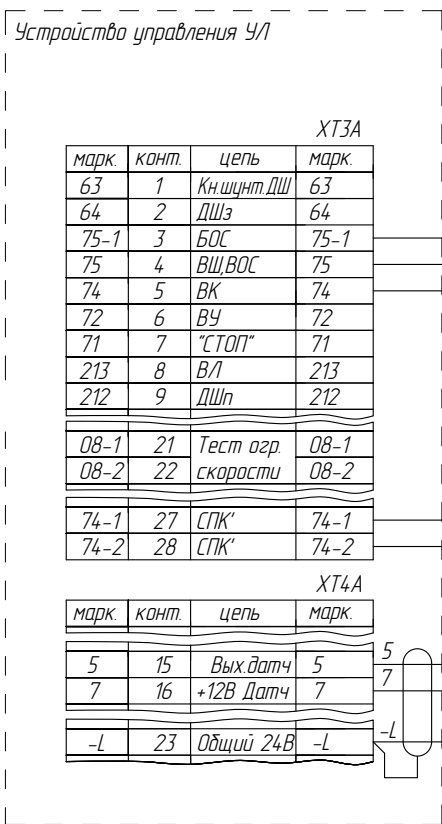 Устройство управления УЛ
ХТ3А
марк. конт. цепь марк.
63 1 Кн.шунт.ДШ 63
64 2 ДШз 64
75-1 3 БОС 75-1
75 4 ВШ,ВОС 75
74 5 ВК 74
72 6 ВУ 72
71 7 "СТОП" 71
213 8 ВЛ 213
212 9 ДШп 212
08-1 21 Тест огр. 08-1
08-2 22 скорости 08-2
74-1 27 СПК' 74-1
74-2 28 СПК' 74-2
ХТ4А
марк. конт. цепь марк.
5 15 Вых.датч 5 5
7 16 +12В Датч 7 7
-L 23 Общий 24В -L -L